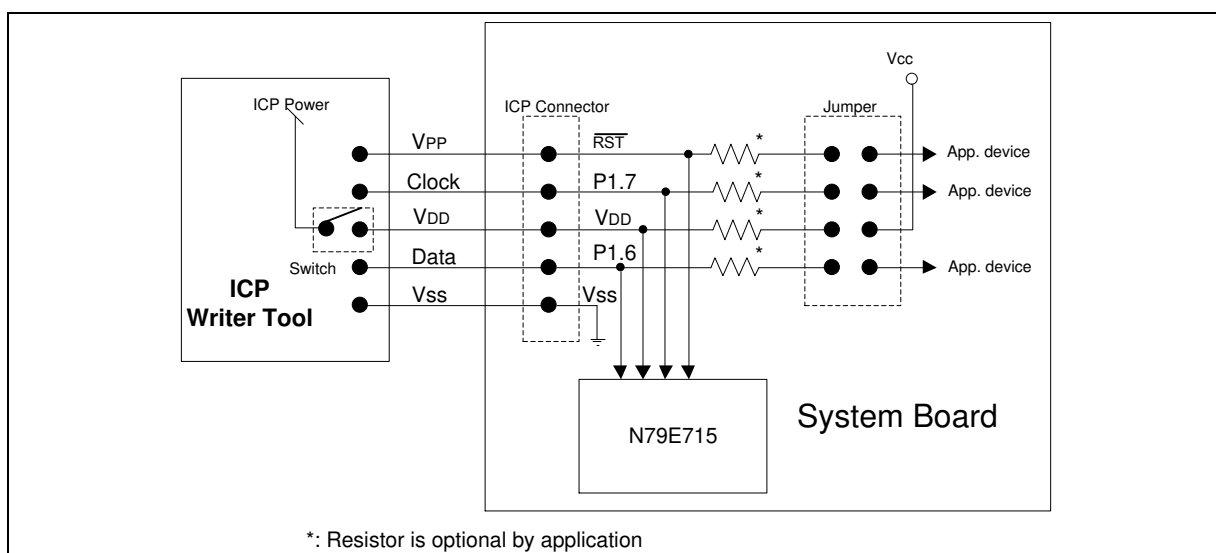 Vcc
ICP Power
ICP Connector
Jumper
VPP
RST
*
App. device
Clock
P1.7
*
App. device
VDD
VDD
*
Switch
Data
P1.6
*
App. device
ICP
Writer Tool
Vss
Vss
N79E715
System Board
*: Resistor is optional by application